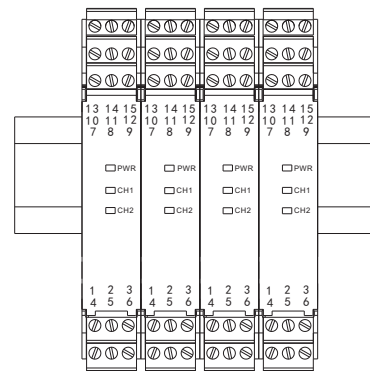 13 14 15 13 14 15 13 14 15 13 14 15
10 11 12 10 11 12 10 11 12 10 11 12
7 8 9 7 8 9 7 8 9 7 8 9
PWR PWR PWR PWR
CH1 CH1 CH1 CH1
CH2 CH2 CH2 CH2
1 2 3 1 2 3 1 2 3 1 2 3
4 5 6 4 5 6 4 5 6 4 5 6